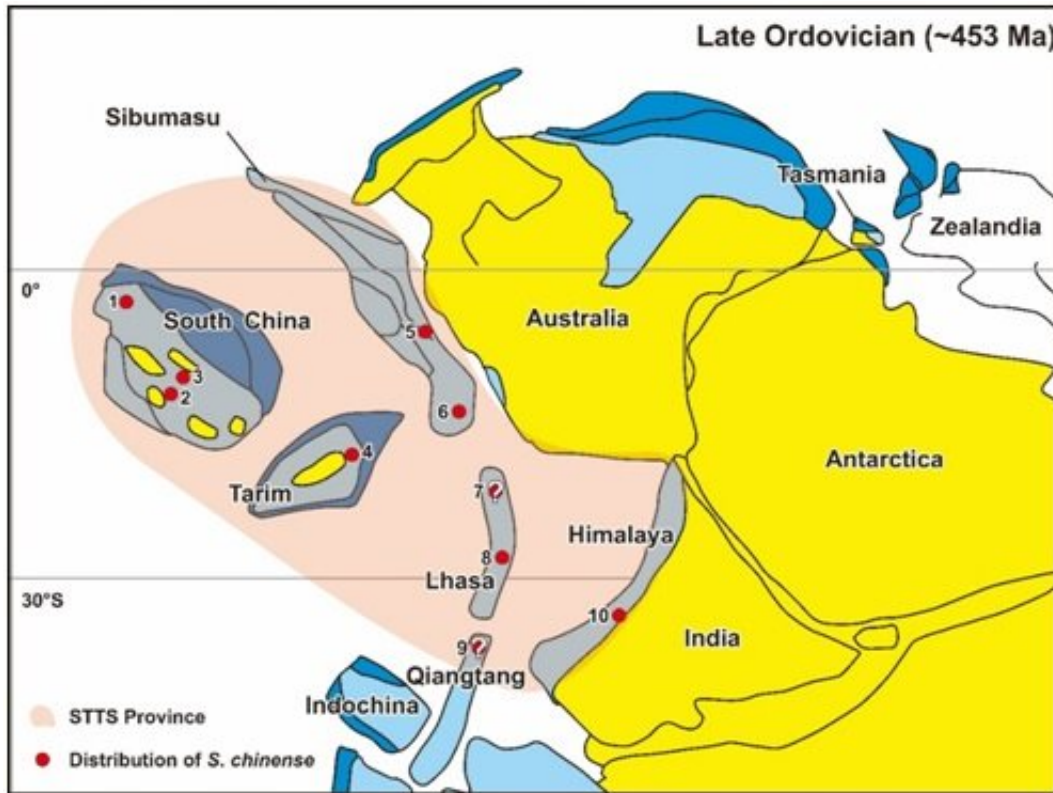 Late Ordovician (~453 Ma)
Sibumasu
Tasmania
Zealandia
0°
1
South China
5
Australia
3
2
6
4
Tarim
7 ?
Antarctica
Himalaya
8
Lhasa
30°S
10
India
9 ?
Qiangtang
Indochina
STTS Province
Distribution of S. chinense